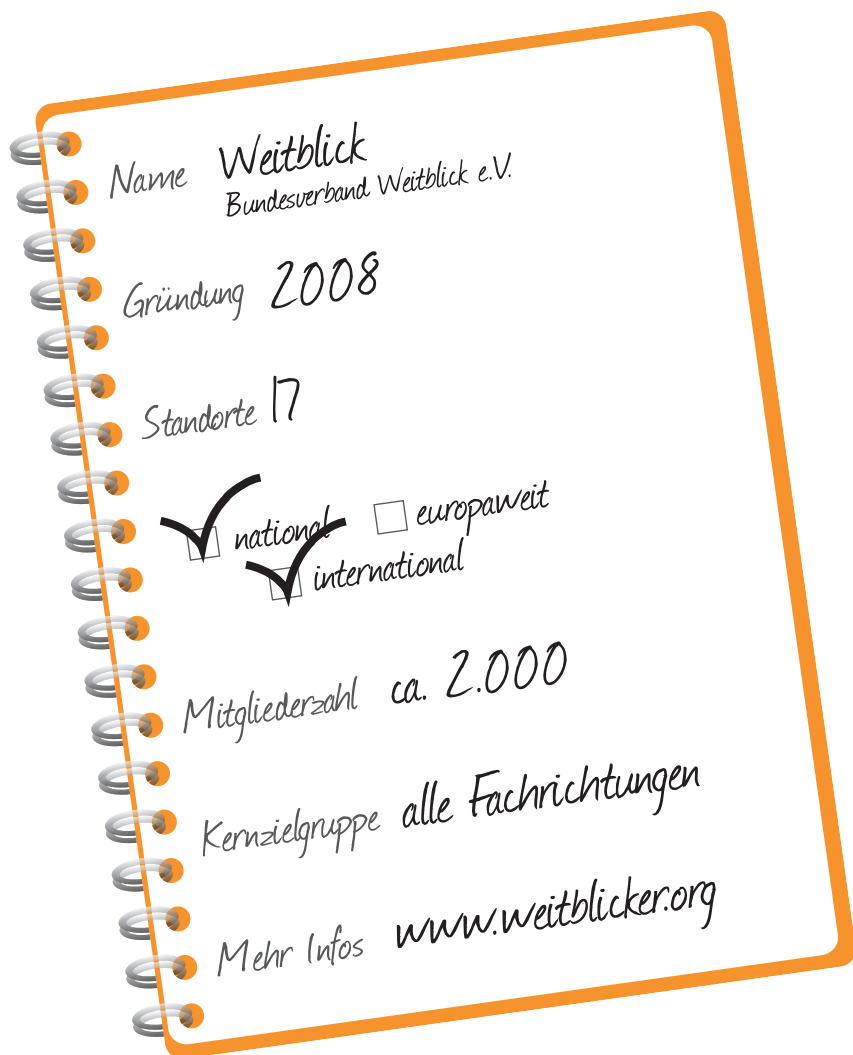 Name Weitblick
Bundesverband Weitblick e.V.
Gründung 2008
Standorte 17
national europaweit
international
Mitgliederzahl ca. 2.000
Kernzielgruppe alle Fachrichtungen
Mehr Infos www.weitblicker.org